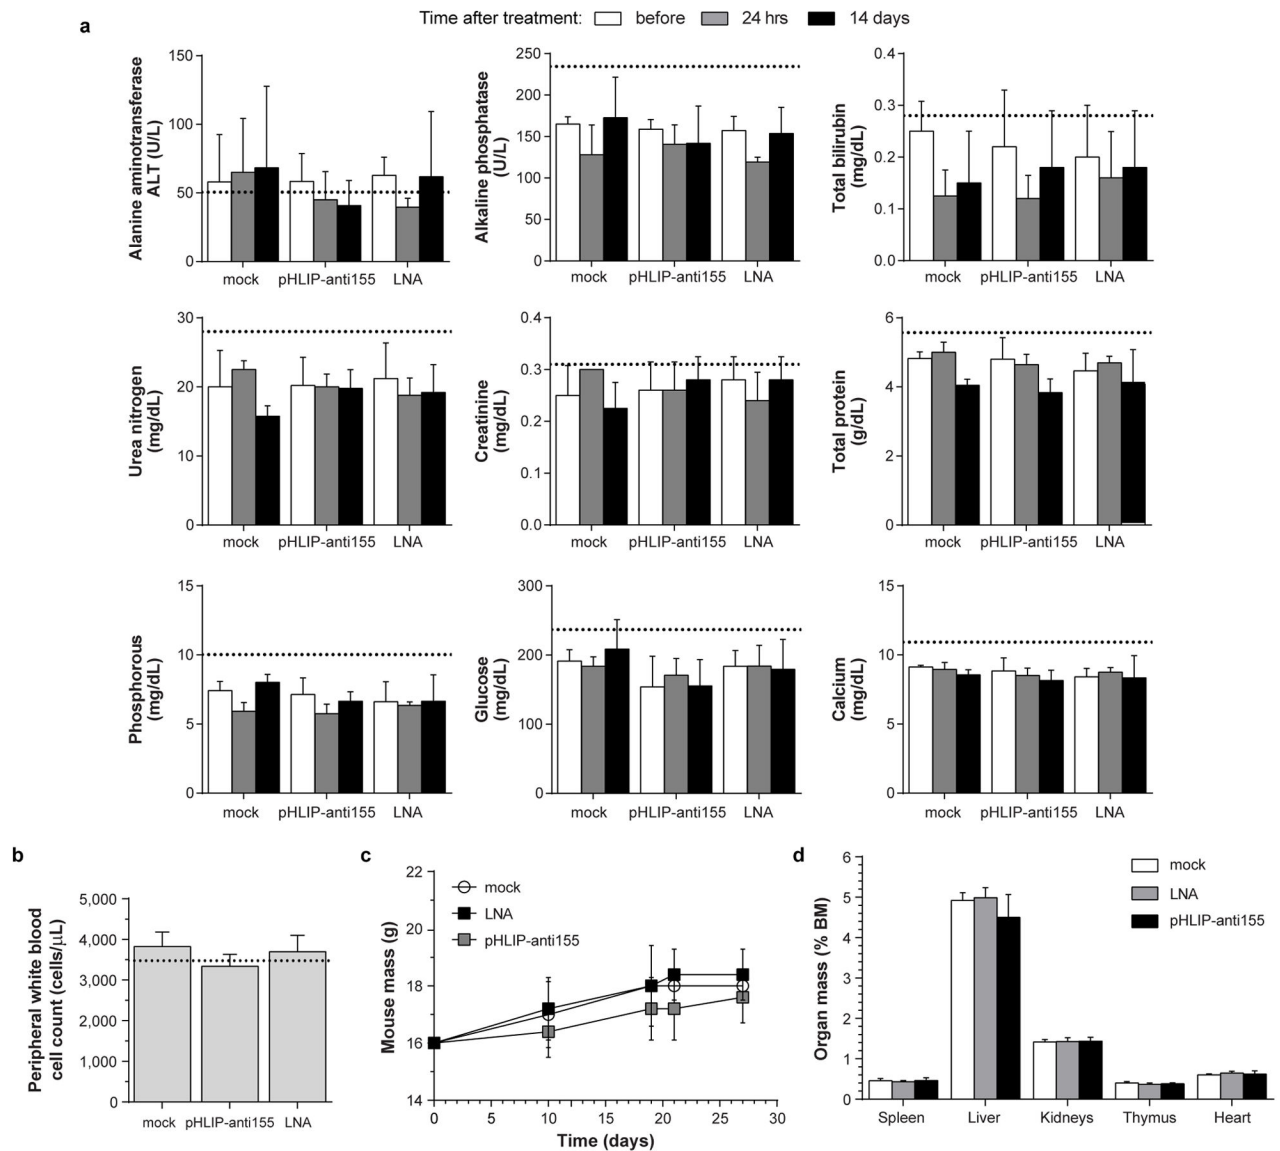 a
Time after treatment: before 24 hrs 14 days
Alanine aminotransferase
ALT (U/L)
150
100
50
0
mock pHLIP-anti155 LNA
Alkaline phosphatase
(U/L)
250
200
150
100
50
0
mock pHLIP-anti155 LNA
Total bilirubin
(mg/dL)
0.4
0.3
0.2
0.1
0.0
mock pHLIP-anti155 LNA
Urea nitrogen
(mg/dL)
30
20
10
0
mock pHLIP-anti155 LNA
Creatinine
(mg/dL)
0.4
0.3
0.2
0.1
0.0
mock pHLIP-anti155 LNA
Total protein
(g/dL)
6
4
2
0
mock pHLIP-anti155 LNA
Phosphorous
(mg/dL)
15
10
5
0
mock pHLIP-anti155 LNA
Glucose
(mg/dL)
300
200
100
0
mock pHLIP-anti155 LNA
Calcium
(mg/dL)
15
10
5
0
mock pHLIP-anti155 LNA
b
Peripheral white blood
cell count (cells/μL)
5,000
4,000
3,000
2,000
1,000
0
mock pHLIP-anti155 LNA
c
Mouse mass (g)
22
20
18
16
14
mock
LNA
pHLIP-anti155
0 5 10 15 20 25 30
Time (days)
d
Organ mass (% BM)
6
5
4
3
2
1
0
mock
LNA
pHLIP-anti155
Spleen Liver Kidneys Thymus Heart